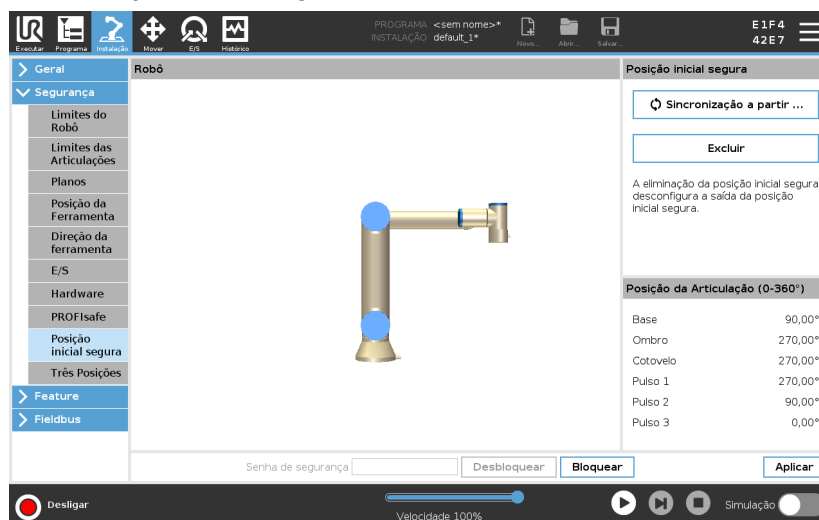 UR
PROGRAMA <sem nome>*
INSTALAÇÃO default_1*
E1F4
42E7
Executar Programa Instalação Mover E/S Histórico Novo... Abrir... Salvar...
Geral
Segurança
Limites do
Robô
Limites das
Articulações
Planos
Posição da
Ferramenta
Direção da
ferramenta
E/S
Hardware
PROFIsafe
Posição
inicial segura
Três Posições
Feature
Fieldbus
Robô
Posição inicial segura
Sincronização a partir ...
Excluir
A eliminação da posição inicial segura
desconfigura a saída da posição
inicial segura.
Posição da Articulação (0-360°)
Base 90,00°
Ombro 270,00°
Cotovelo 270,00°
Pulso 1 270,00°
Pulso 2 90,00°
Pulso 3 0,00°
Senha de segurança Desbloquear Bloquear Aplicar
Desligar
Velocidade 100%
Simulação